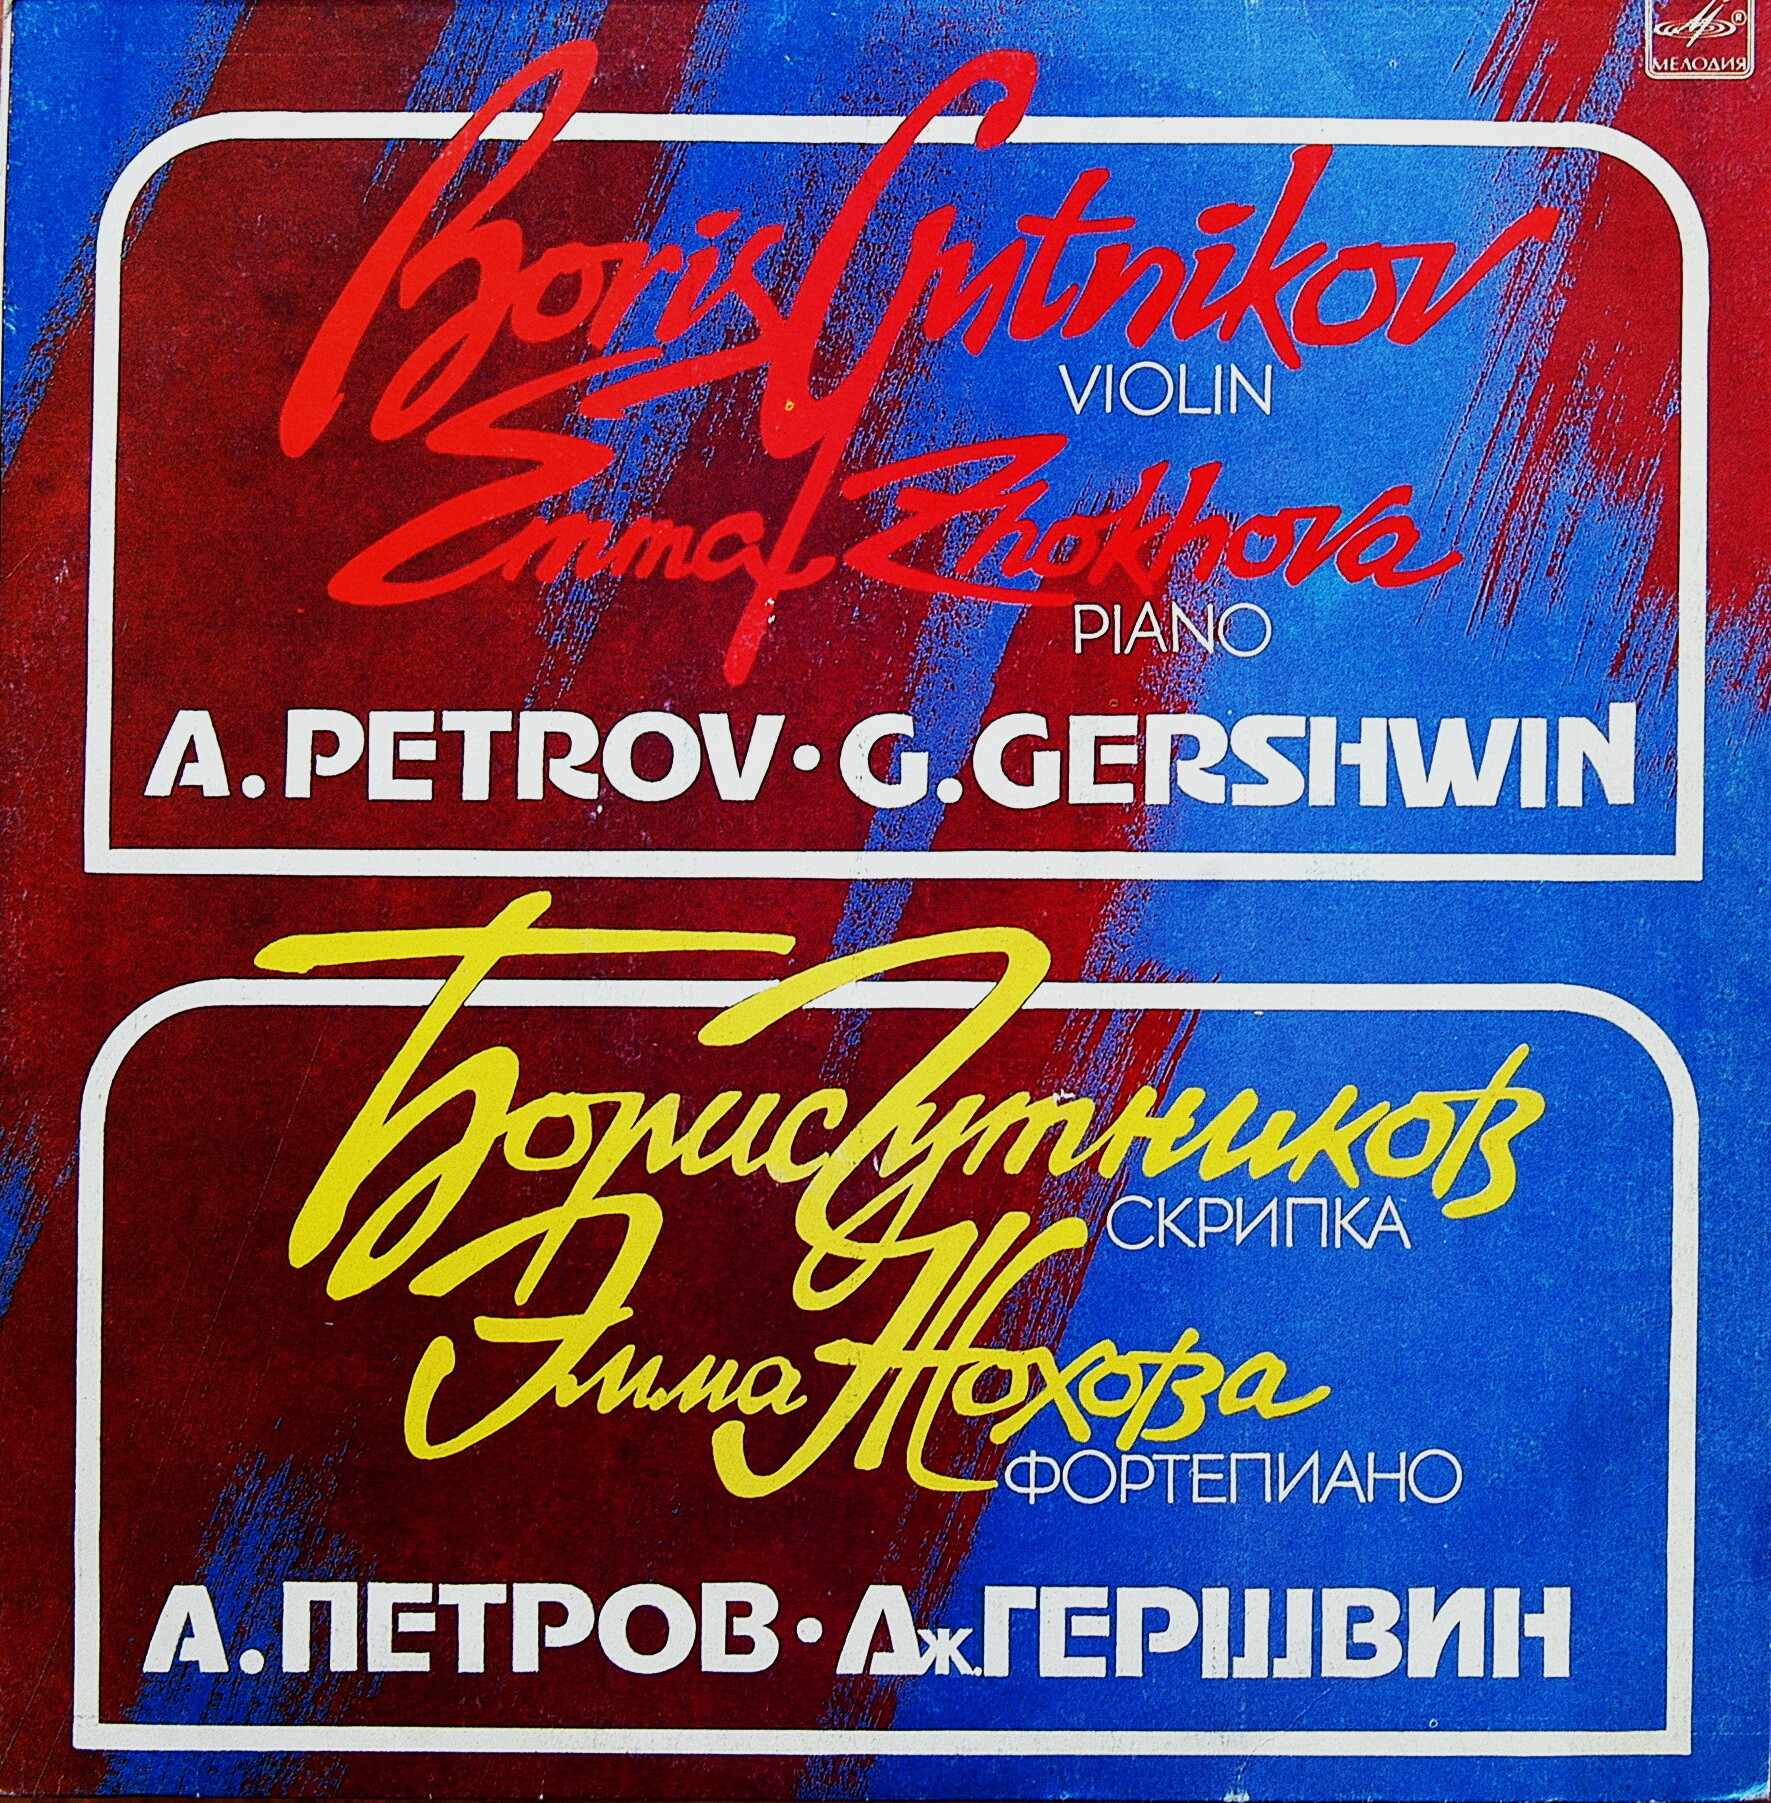 МЕЛОДИЯ ®
Boris Gutnikov
VIOLIN
Emma Zhokhova
PIANO
A. PETROV · G. GERSHWIN
Борис Гутников
СКРИПКА
Эмма Жохова
ФОРТЕПИАНО
А. ПЕТРОВ · Дж. ГЕРШВИН